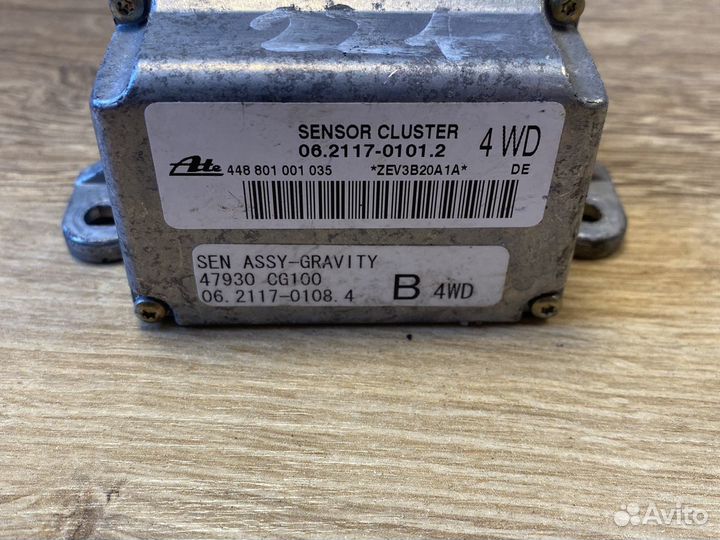 SENSOR CLUSTER
06.2117-0101.2
4 WD
Ate 448 801 001 035 *ZEV3B20A1A* DE
SEN ASSY-GRAVITY
47930 CG100
06.2117-0108.4 B 4WD
Avito